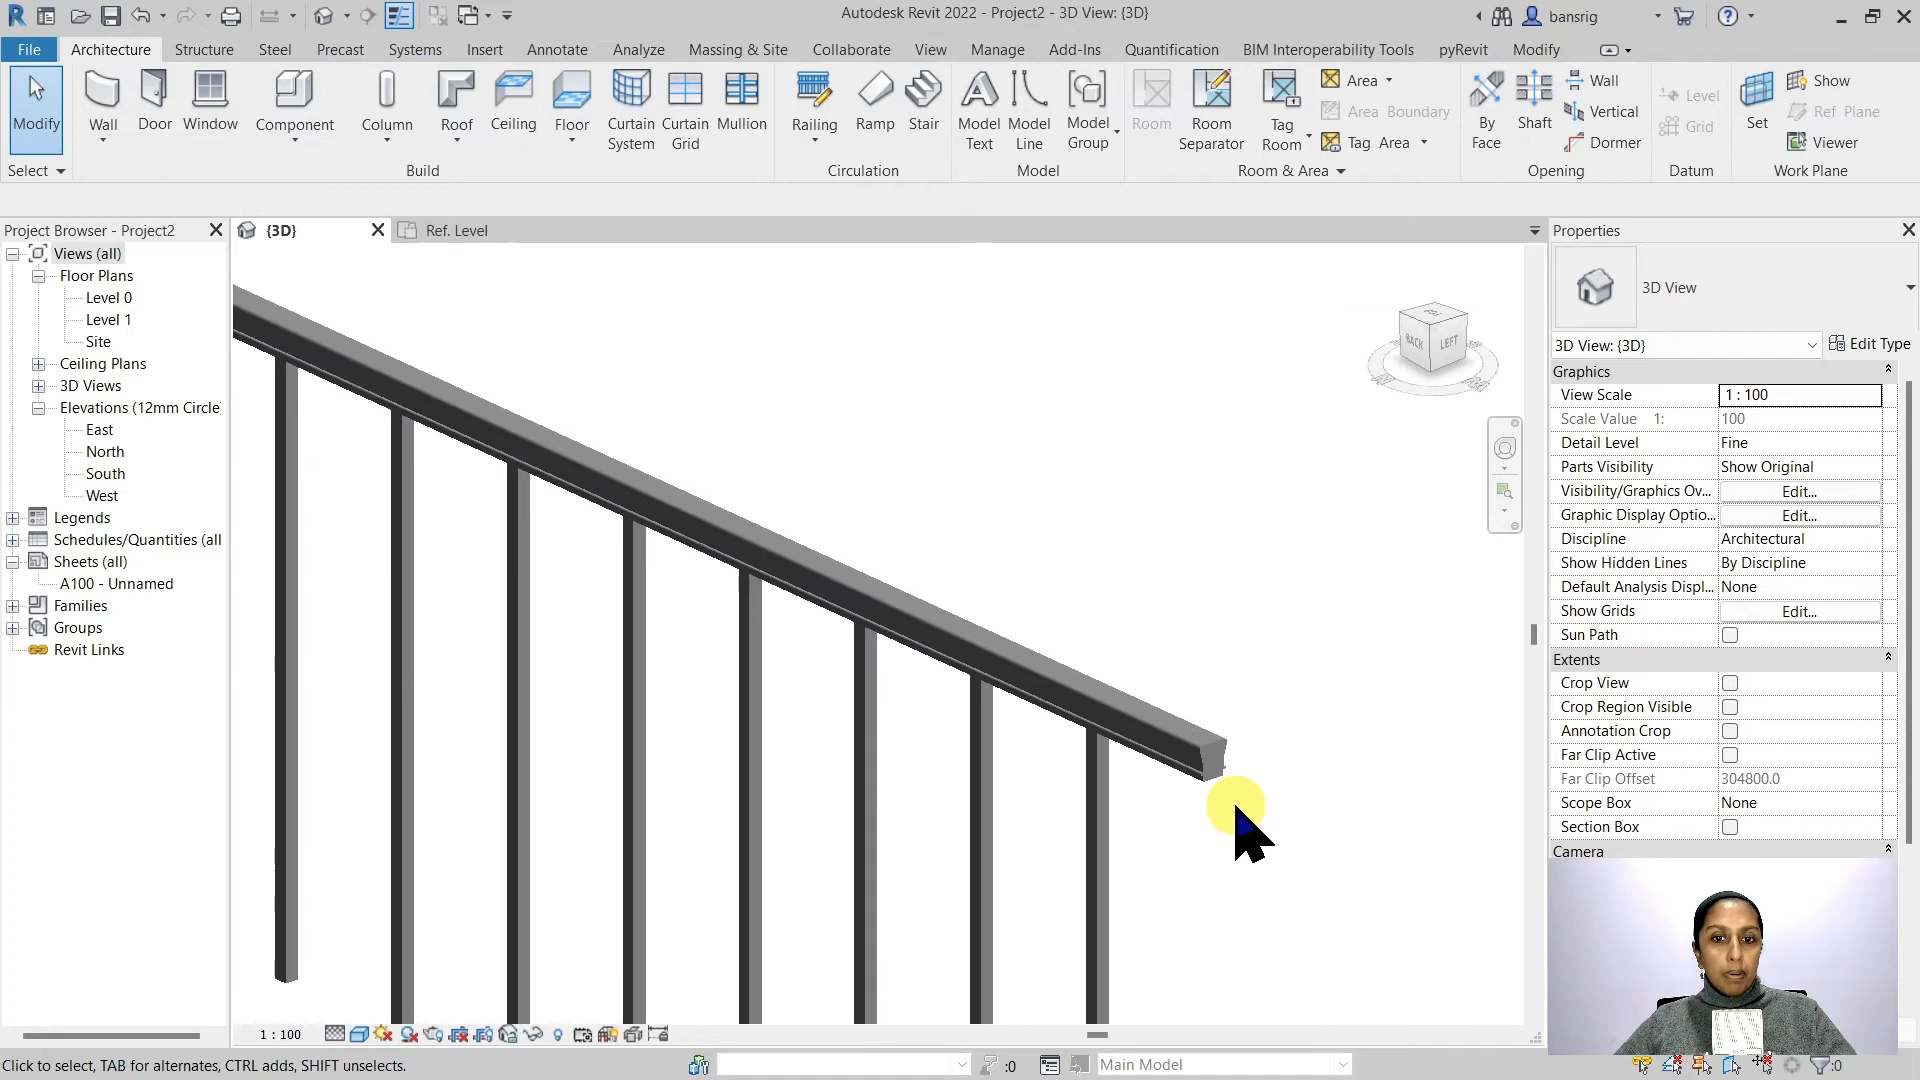 Autodesk Revit 2022 - Project2 - 3D View: {3D}
bansrig
File Architecture Structure Steel Precast Systems Insert Annotate Analyze Massing & Site Collaborate View Manage Add-Ins Quantification BIM Interoperability Tools pyRevit Modify
Modify
Wall Door Window Component Column Roof Ceiling Floor Curtain System Curtain Grid Mullion
Railing Ramp Stair
Model Text Model Line Model Group
Room Room Separator Tag Room
Area
Area Boundary
Tag Area
By Face Shaft
Wall
Vertical
Dormer
Level
Grid
Set
Show
Ref Plane
Viewer
Select Build Circulation Model Room & Area Opening Datum Work Plane
Project Browser - Project2
{3D} Ref. Level
Views (all)
Floor Plans
Level 0
Level 1
Site
Ceiling Plans
3D Views
Elevations (12mm Circle)
East
North
South
West
Legends
Schedules/Quantities (all
Sheets (all)
A100 - Unnamed
Families
Groups
Revit Links
BACK LEFT
Properties
3D View
3D View: {3D} Edit Type
Graphics
View Scale 1 : 100
Scale Value 1: 100
Detail Level Fine
Parts Visibility Show Original
Visibility/Graphics Ov... Edit...
Graphic Display Optio... Edit...
Discipline Architectural
Show Hidden Lines By Discipline
Default Analysis Displ... None
Show Grids Edit...
Sun Path
Extents
Crop View
Crop Region Visible
Annotation Crop
Far Clip Active
Far Clip Offset 304800.0
Scope Box None
Section Box
Camera
1 : 100
Click to select, TAB for alternates, CTRL adds, SHIFT unselects.
:0
Main Model
:0